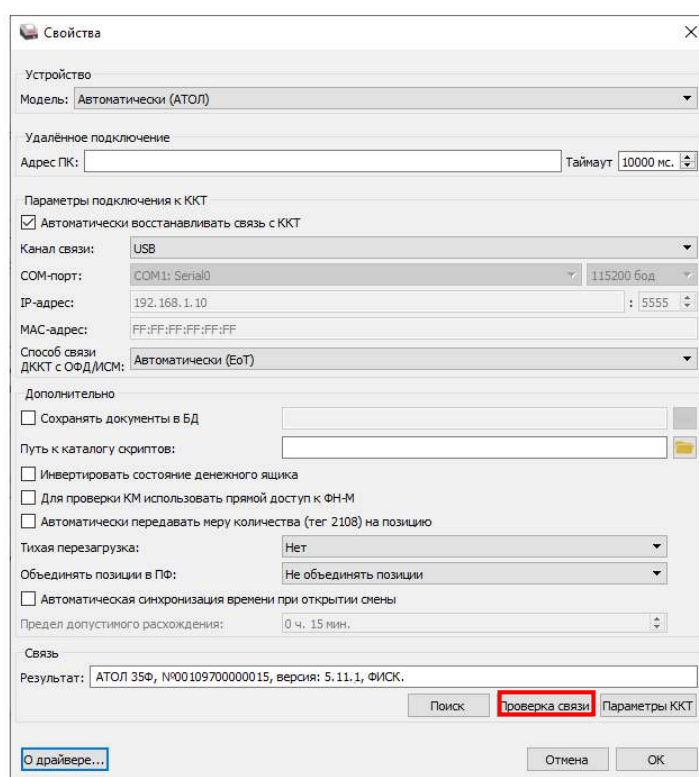 Свойства
Устройство
Модель: Автоматически (АТОЛ)
Удалённое подключение
Адрес ПК: Таймаут 10000 мс.
Параметры подключения к ККТ
Автоматически восстанавливать связь с ККТ
Канал связи: USB
COM-порт: COM1: Serial0 115200 бод
IP-адрес: 192.168.1.10 : 5555
MAC-адрес: FF:FF:FF:FF:FF:FF
Способ связи
ДККТ с ОФД/ИСМ: Автоматически (EoT)
Дополнительно
Сохранять документы в БД
Путь к каталогу скриптов:
Инвертировать состояние денежного ящика
Для проверки КМ использовать прямой доступ к ФН-М
Автоматически передавать меру количества (тег 2108) на позицию
Тихая перезагрузка: Нет
Объединять позиции в ПФ: Не объединять позиции
Автоматическая синхронизация времени при открытии смены
Предел допустимого расхождения: 0 ч. 15 мин.
Связь
Результат: АТОЛ 35Ф, №00109700000015, версия: 5.11.1, ФИСК.
Поиск Проверка связи Параметры ККТ
О драйвере... Отмена ОК